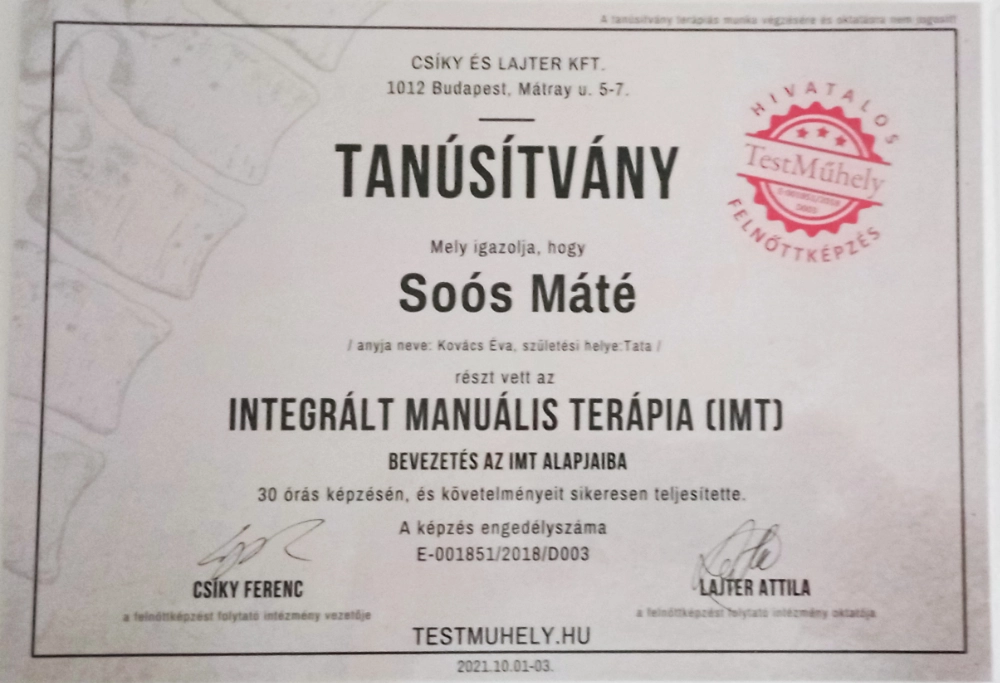 A tanúsítvány terápiás munka végzésére és oktatásra nem jogosít!
CSÍKY ÉS LAJTER KFT.
1012 Budapest, Mátray u. 5-7.
HIVATALOS
TestMűhely
E-001851/2018
D003
FELNŐTTKÉPZÉS
TANÚSÍTVÁNY
Mely igazolja, hogy
Soós Máté
/ anyja neve: Kovács Éva, születési helye:Tata /
részt vett az
INTEGRÁLT MANUÁLIS TERÁPIA (IMT)
BEVEZETÉS AZ IMT ALAPJAIBA
30 órás képzésén, és követelményeit sikeresen teljesítette.
A képzés engedélyszáma
E-001851/2018/D003
CSÍKY FERENC
a felnőttképzést folytató intézmény vezetője
LAJTER ATTILA
a felnőttképzést folytató intézmény oktatója
TESTMUHELY.HU
2021.10.01-03.